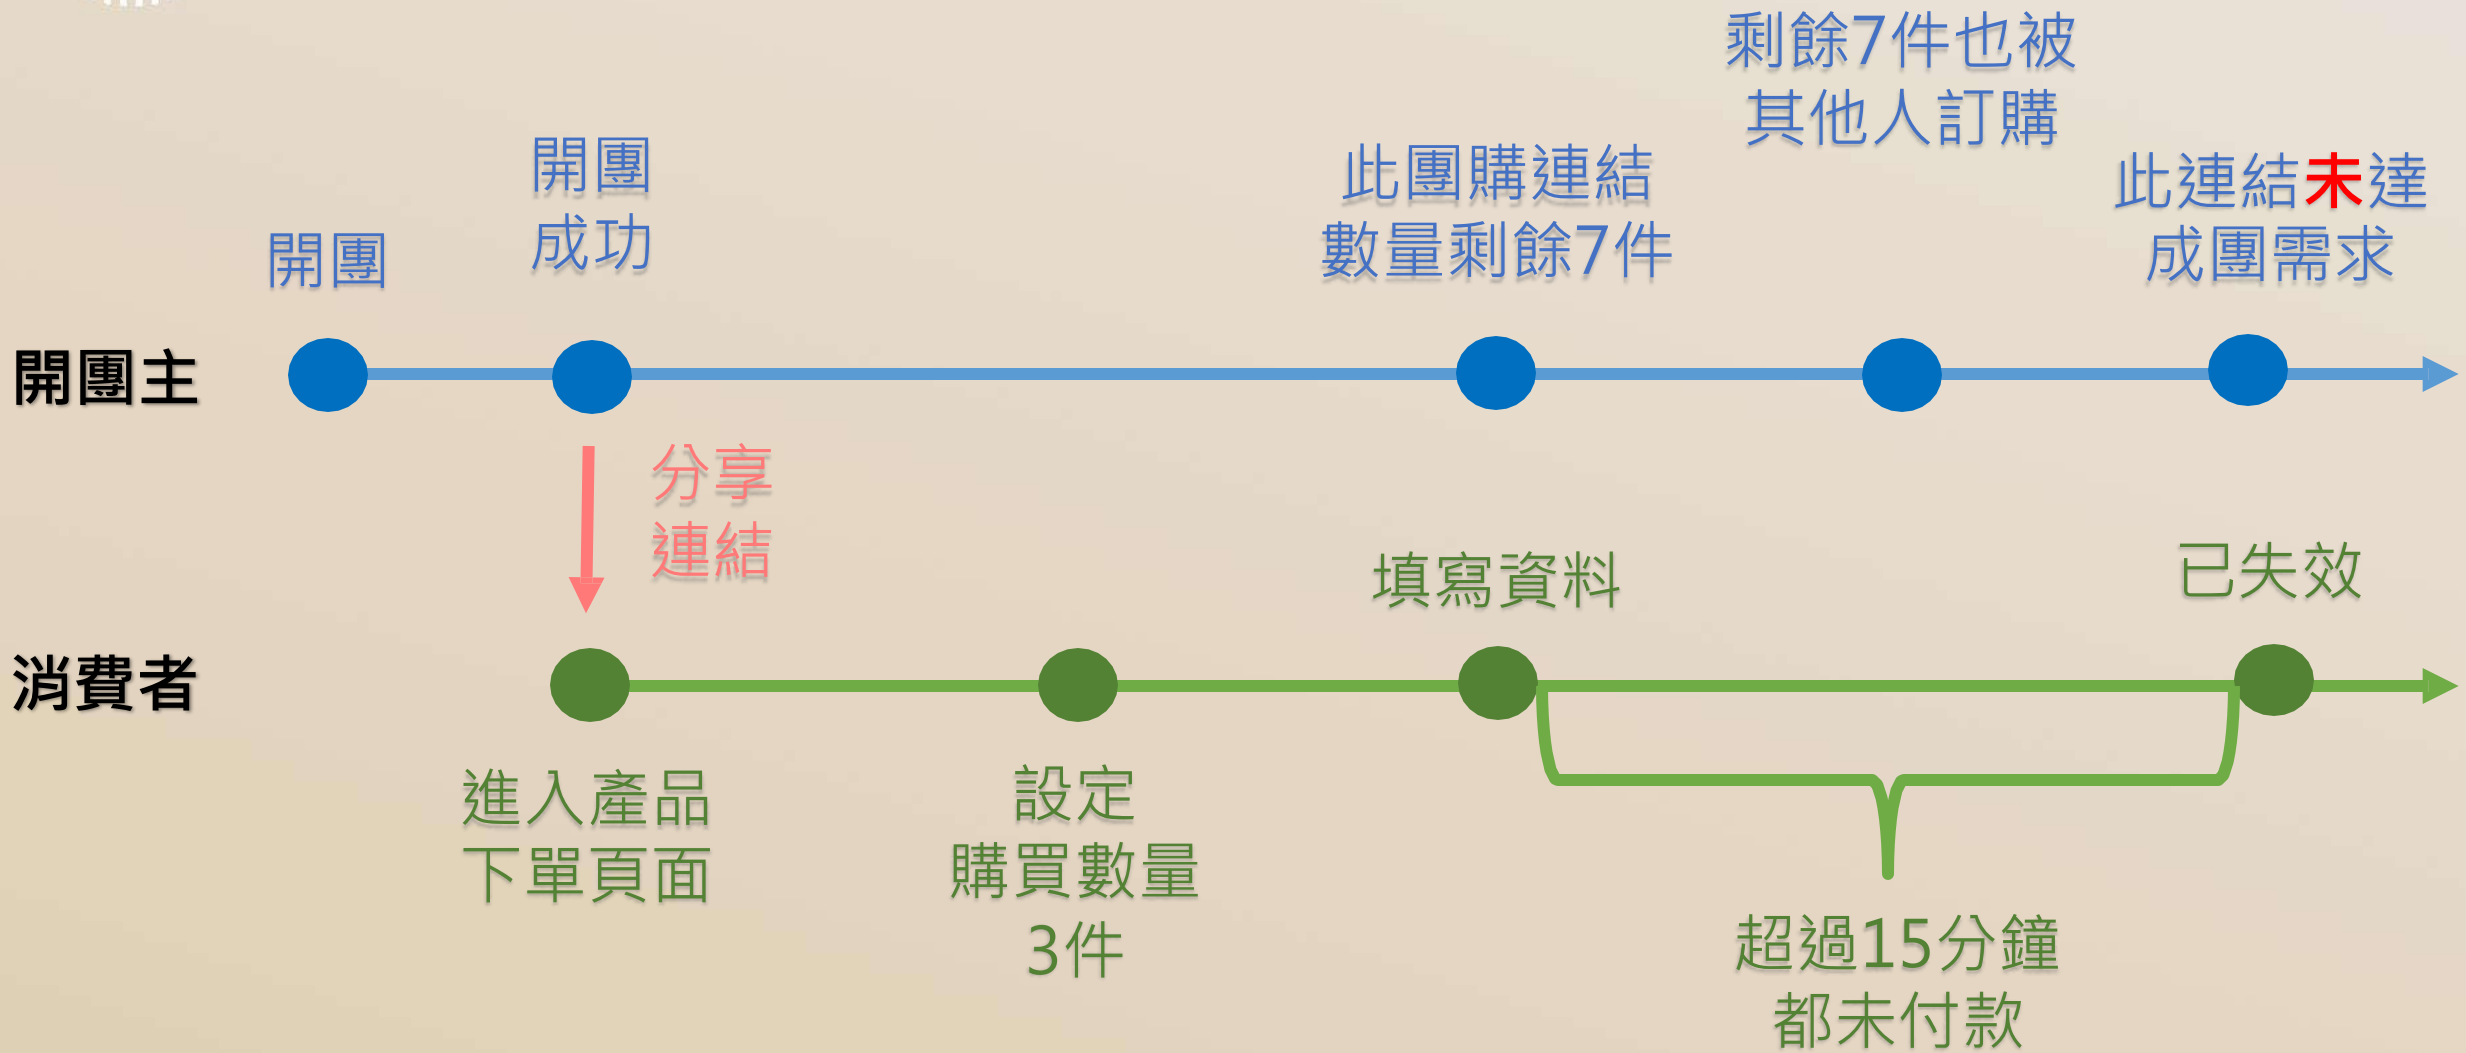 剩餘7件也被
其他人訂購
開團
成功
此團購連結
數量剩餘7件
此連結未達
成團需求
開團
開團主
分享
連結
填寫資料
已失效
消費者
進入產品
下單頁面
設定
購買數量
3件
超過15分鐘
都未付款